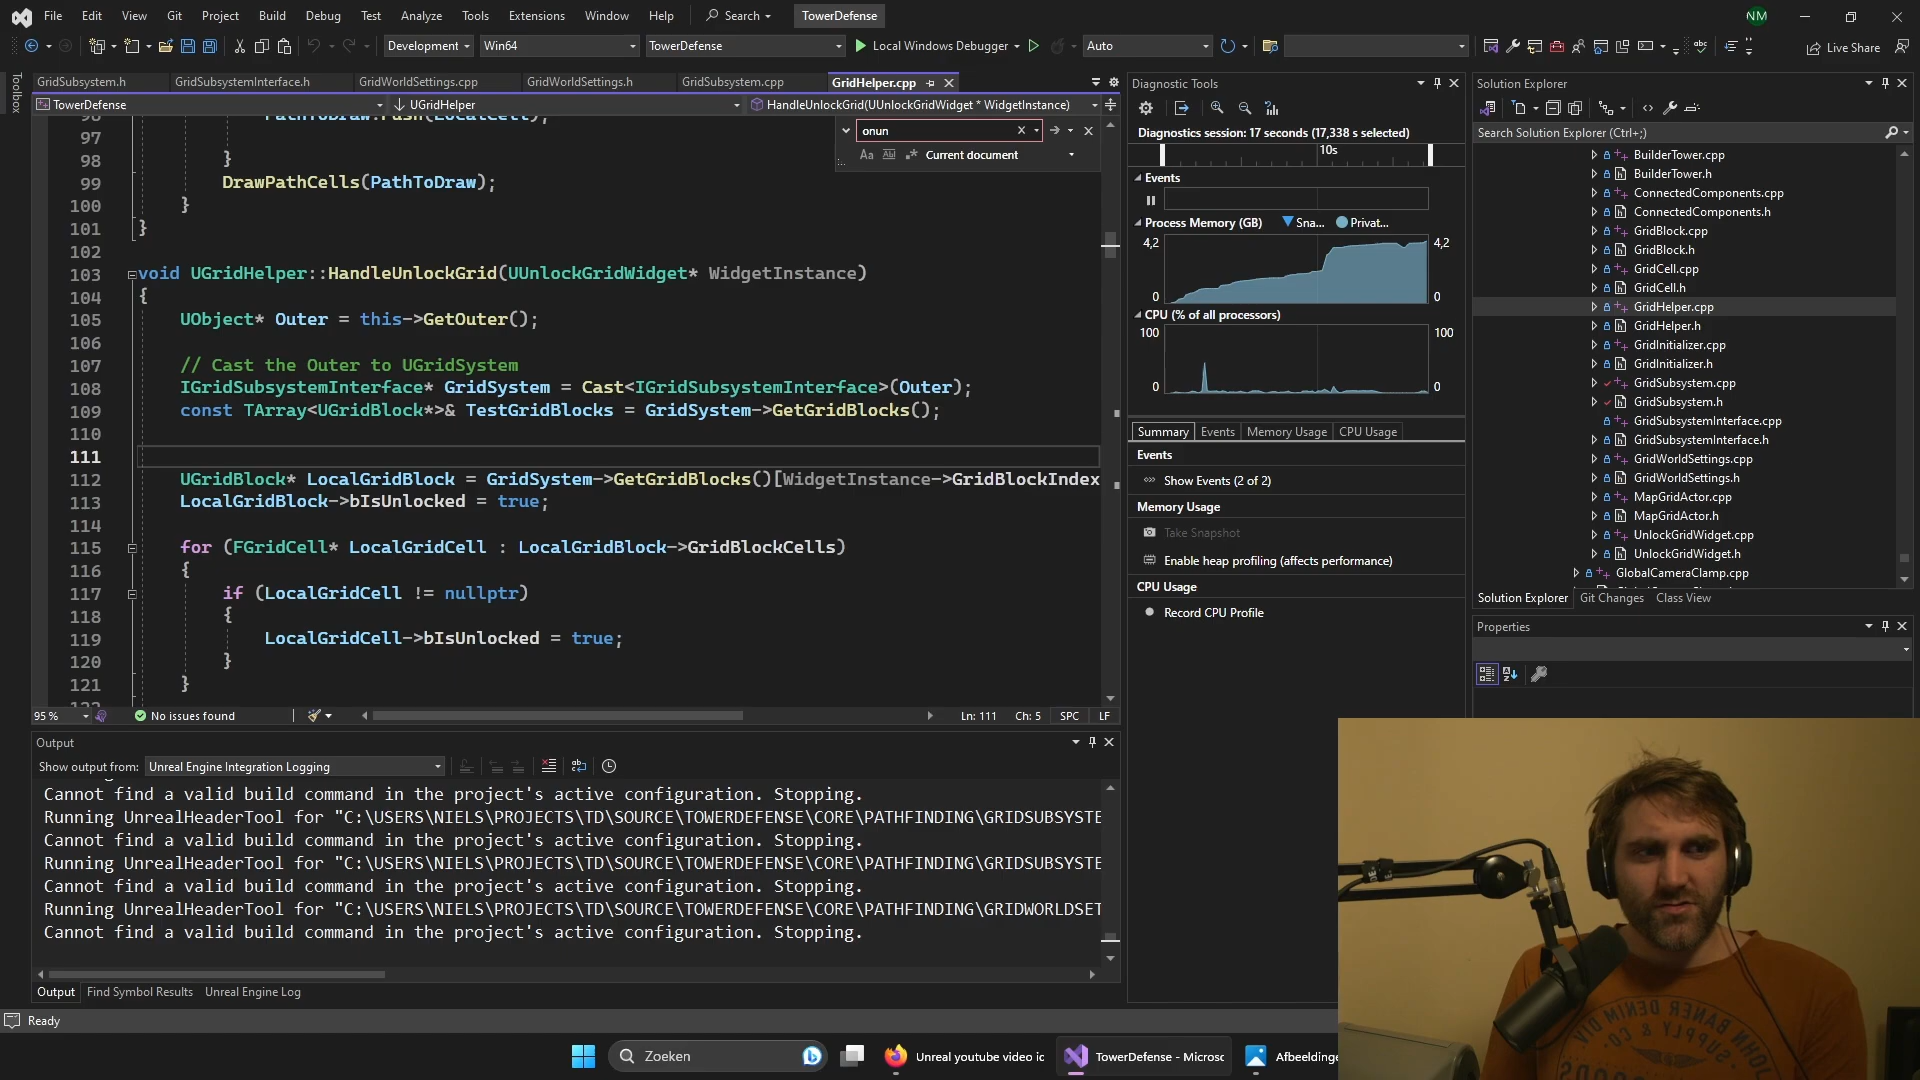 File Edit View Git Project Build Debug Test Analyze Tools Extensions Window Help Search TowerDefense NM
Development Win64 TowerDefense Local Windows Debugger Auto Live Share
Toolbox
GridSubsystem.h GridSubsystemInterface.h GridWorldSettings.cpp GridWorldSettings.h GridSubsystem.cpp GridHelper.cpp
TowerDefense UGridHelper HandleUnlockGrid(UUnlockGridWidget * WidgetInstance)
onun
Aa Current document
97
98 }
99 DrawPathCells(PathToDraw);
100 }
101 }
102
103 void UGridHelper::HandleUnlockGrid(UUnlockGridWidget* WidgetInstance)
104 {
105 UObject* Outer = this->GetOuter();
106
107 // Cast the Outer to UGridSystem
108 IGridSubsystemInterface* GridSystem = Cast<IGridSubsystemInterface>(Outer);
109 const TArray<UGridBlock*>& TestGridBlocks = GridSystem->GetGridBlocks();
110
111
112 UGridBlock* LocalGridBlock = GridSystem->GetGridBlocks()[WidgetInstance->GridBlockIndex
113 LocalGridBlock->bIsUnlocked = true;
114
115 for (FGridCell* LocalGridCell : LocalGridBlock->GridBlockCells)
116 {
117 if (LocalGridCell != nullptr)
118 {
119 LocalGridCell->bIsUnlocked = true;
120 }
121 }
95 % No issues found Ln: 111 Ch: 5 SPC LF
Output
Show output from: Unreal Engine Integration Logging
Cannot find a valid build command in the project's active configuration. Stopping.
Running UnrealHeaderTool for "C:\USERS\NIELS\PROJECTS\TD\SOURCE\TOWERDEFENSE\CORE\PATHFINDING\GRIDSUBSYSTE
Cannot find a valid build command in the project's active configuration. Stopping.
Running UnrealHeaderTool for "C:\USERS\NIELS\PROJECTS\TD\SOURCE\TOWERDEFENSE\CORE\PATHFINDING\GRIDSUBSYSTE
Cannot find a valid build command in the project's active configuration. Stopping.
Running UnrealHeaderTool for "C:\USERS\NIELS\PROJECTS\TD\SOURCE\TOWERDEFENSE\CORE\PATHFINDING\GRIDWORLDSET
Cannot find a valid build command in the project's active configuration. Stopping.
Output Find Symbol Results Unreal Engine Log
Ready
Diagnostic Tools
Diagnostics session: 17 seconds (17,338 s selected)
10s
Events
Process Memory (GB) Sna... Privat...
4,2 4,2
0 0
CPU (% of all processors)
100 100
0 0
Summary Events Memory Usage CPU Usage
Events
Show Events (2 of 2)
Memory Usage
Take Snapshot
Enable heap profiling (affects performance)
CPU Usage
Record CPU Profile
Solution Explorer
Search Solution Explorer (Ctrl+;)
BuilderTower.cpp
BuilderTower.h
ConnectedComponents.cpp
ConnectedComponents.h
GridBlock.cpp
GridBlock.h
GridCell.cpp
GridCell.h
GridHelper.cpp
GridHelper.h
GridInitializer.cpp
GridInitializer.h
GridSubsystem.cpp
GridSubsystem.h
GridSubsystemInterface.cpp
GridSubsystemInterface.h
GridWorldSettings.cpp
GridWorldSettings.h
MapGridActor.cpp
MapGridActor.h
UnlockGridWidget.cpp
UnlockGridWidget.h
GlobalCameraClamp.cpp
Solution Explorer Git Changes Class View
Properties
Zoeken Unreal youtube video ic TowerDefense - Microsc Afbeeldinge